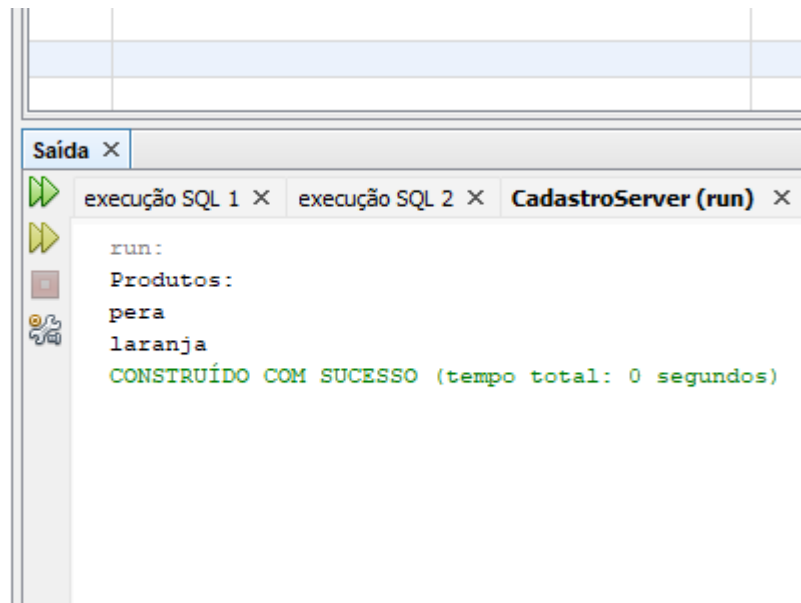 Saída
execução SQL 1 execução SQL 2 CadastroServer (run)
run:
Produtos:
pera
laranja
CONSTRUÍDO COM SUCESSO (tempo total: 0 segundos)